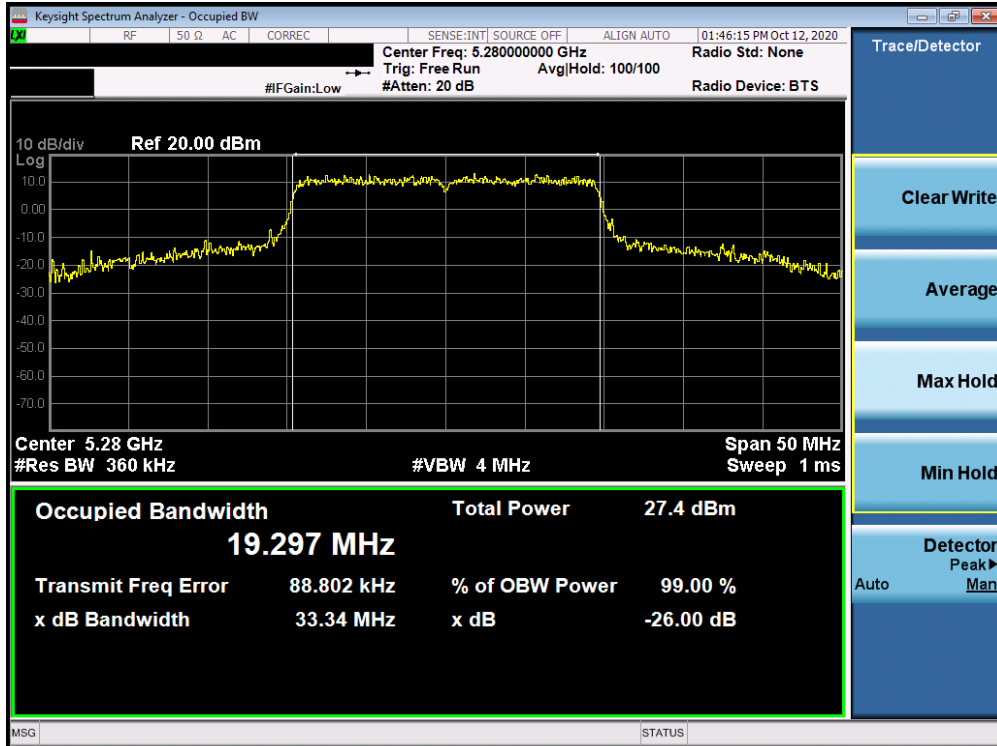 Keysight Spectrum Analyzer - Occupied BW
LXI RF 50 Ω AC CORREC SENSE:INT SOURCE OFF ALIGN AUTO 01:46:15 PM Oct 12, 2020
Center Freq: 5.280000000 GHz Radio Std: None
Trig: Free Run Avg|Hold: 100/100
#IFGain:Low #Atten: 20 dB Radio Device: BTS
Trace/Detector
10 dB/div Ref 20.00 dBm
Log
10.0
0.00
-10.0
-20.0
-30.0
-40.0
-50.0
-60.0
-70.0
Center 5.28 GHz Span 50 MHz
#Res BW 360 kHz #VBW 4 MHz Sweep 1 ms
Occupied Bandwidth Total Power 27.4 dBm
19.297 MHz
Transmit Freq Error 88.802 kHz % of OBW Power 99.00 %
x dB Bandwidth 33.34 MHz x dB -26.00 dB
Clear Write
Average
Max Hold
Min Hold
Detector
Peak▶
Auto Man
MSG STATUS